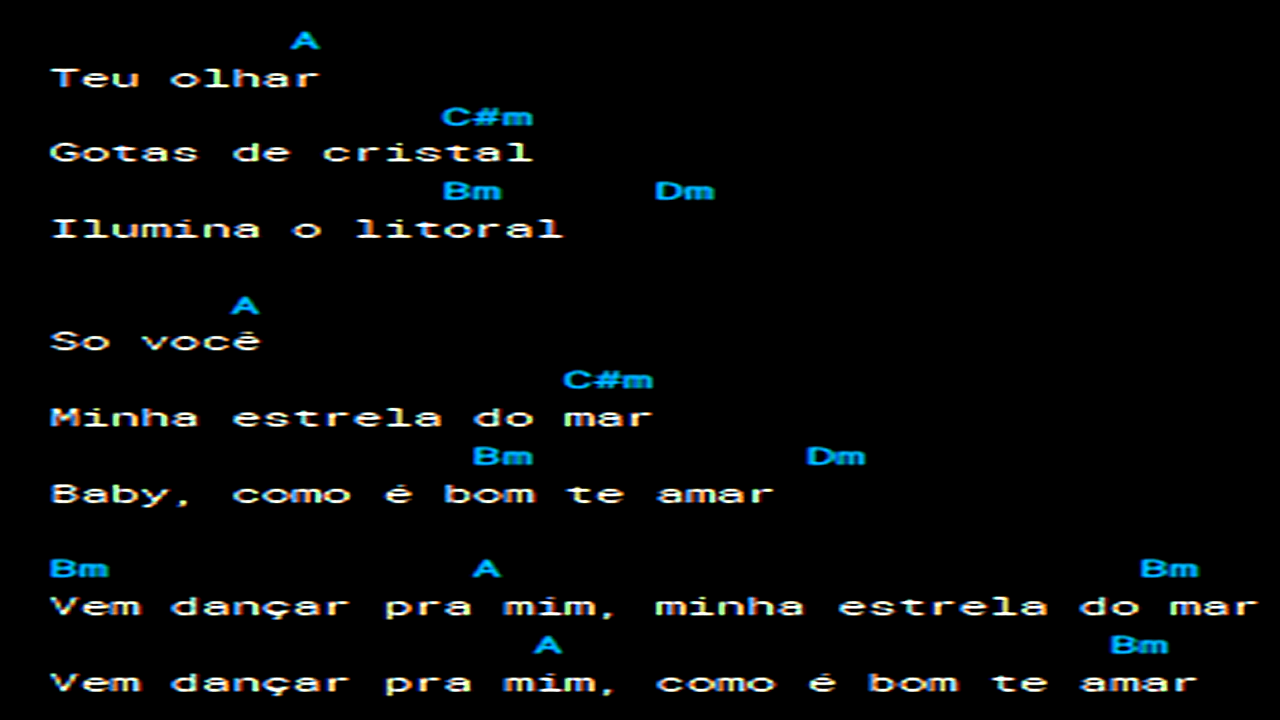 A
Teu olhar
C#m
Gotas de cristal
Bm Dm
Ilumina o litoral
A
So você
C#m
Minha estrela do mar
Bm Dm
Baby, como é bom te amar
Bm A Bm
Vem dançar pra mim, minha estrela do mar
A Bm
Vem dançar pra mim, como é bom te amar